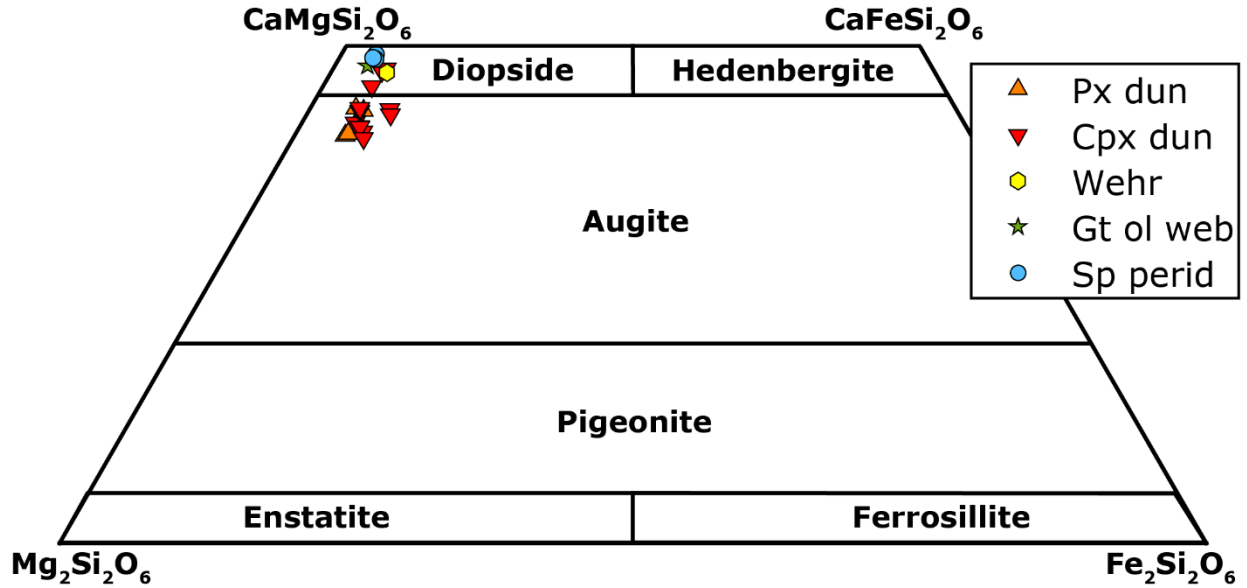 CaMgSi₂O₆ CaFeSi₂O₆
Diopside Hedenbergite
Px dun
Cpx dun
Wehr
Gt ol web
Sp perid
Augite
Pigeonite
Enstatite Ferrosillite
Mg₂Si₂O₆ Fe₂Si₂O₆